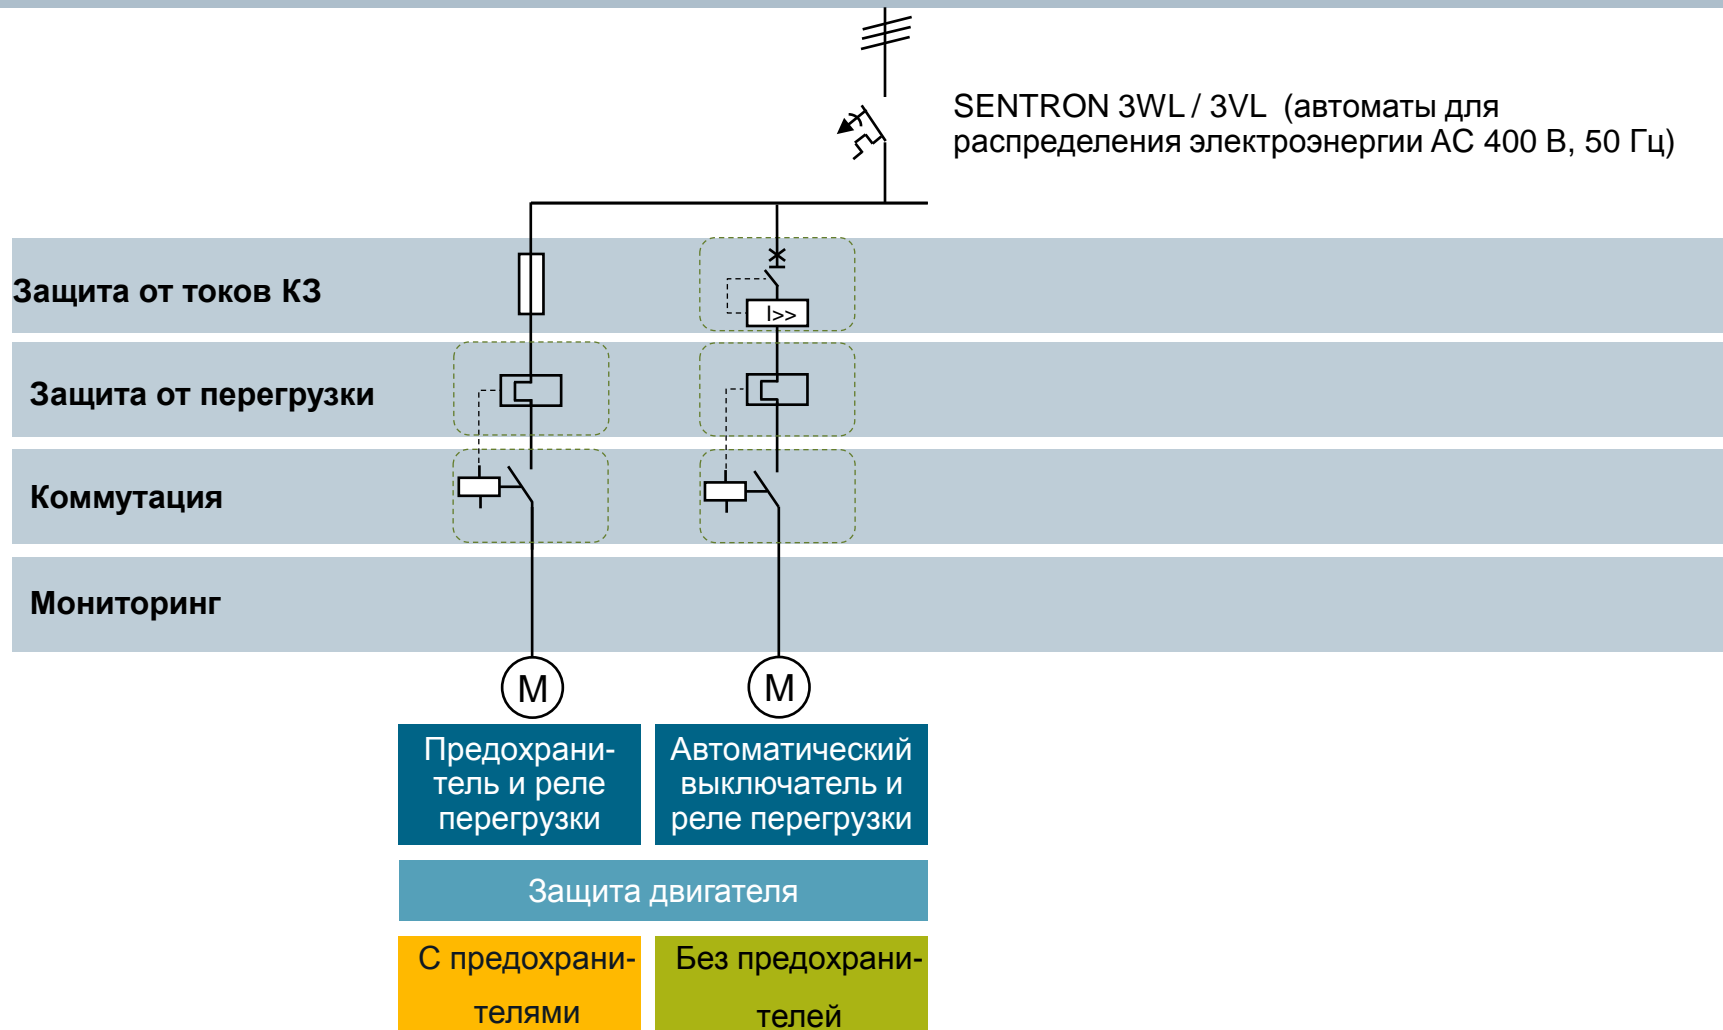 SENTRON 3WL / 3VL (автоматы для
распределения электроэнергии AC 400 В, 50 Гц)
Защита от токов КЗ
I>>
Защита от перегрузки
Коммутация
Мониторинг
M
M
Предохрани-
тель и реле
перегрузки
Автоматический
выключатель и
реле перегрузки
Защита двигателя
С предохрани-
телями
Без предохрани-
телей